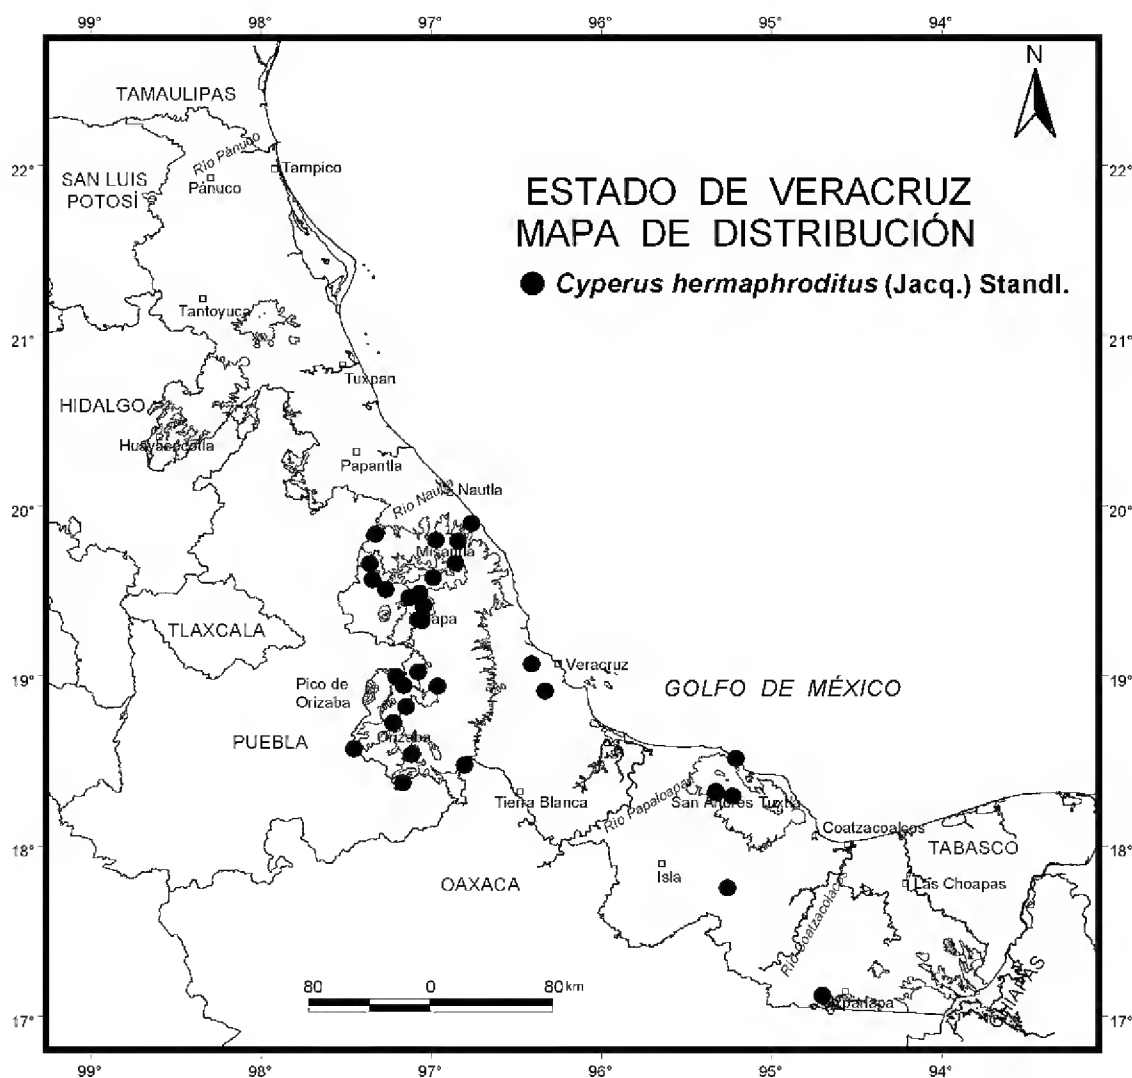 99° 98° 97° 96° 95° 94°
N
TAMAULIPAS
Río Pánuco
22° Tampico 22°
SAN LUIS
POTOSÍ
Pánuco
ESTADO DE VERACRUZ
MAPA DE DISTRIBUCIÓN
Cyperus hermaphroditus (Jacq.) Standl.
Tantoyuca
21° 21°
Tuxpan
HIDALGO
Huayacocotla
Papantla
Río Nautla Nautla
20° 20°
Misantla
TLAXCALA
19° Veracruz 19°
Pico de
Orizaba
GOLFO DE MÉXICO
PUEBLA
Orizaba
Tierra Blanca
Río Papaloapan
San Andres Tuxtla
Coatzacoalcos
18° TABASCO 18°
OAXACA
Isla
Las Choapas
Río Coatzacoalcos
CHIAPAS
80 0 80 km
17° 17°
99° 98° 97° 96° 95° 94°